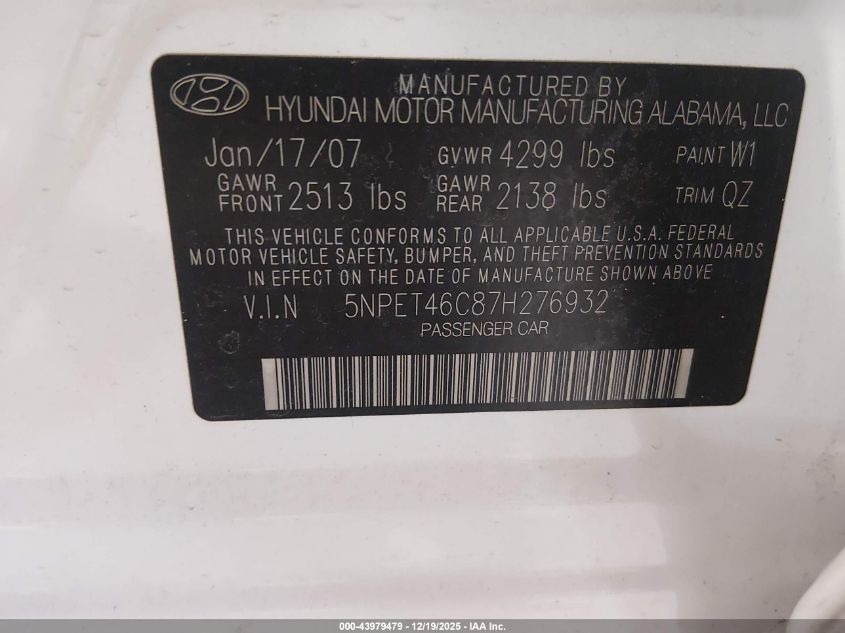 MANUFACTURED BY
HYUNDAI MOTOR MANUFACTURING ALABAMA, LLC
Jan/17/07 GVWR 4299 lbs PAINT W1
GAWR FRONT 2513 lbs GAWR REAR 2138 lbs TRIM QZ
THIS VEHICLE CONFORMS TO ALL APPLICABLE U.S.A. FEDERAL
MOTOR VEHICLE SAFETY, BUMPER, AND THEFT PREVENTION STANDARDS
IN EFFECT ON THE DATE OF MANUFACTURE SHOWN ABOVE
V.I.N 5NPET46C87H276932
PASSENGER CAR
000-43979479 - 12/19/2025 - IAA Inc.